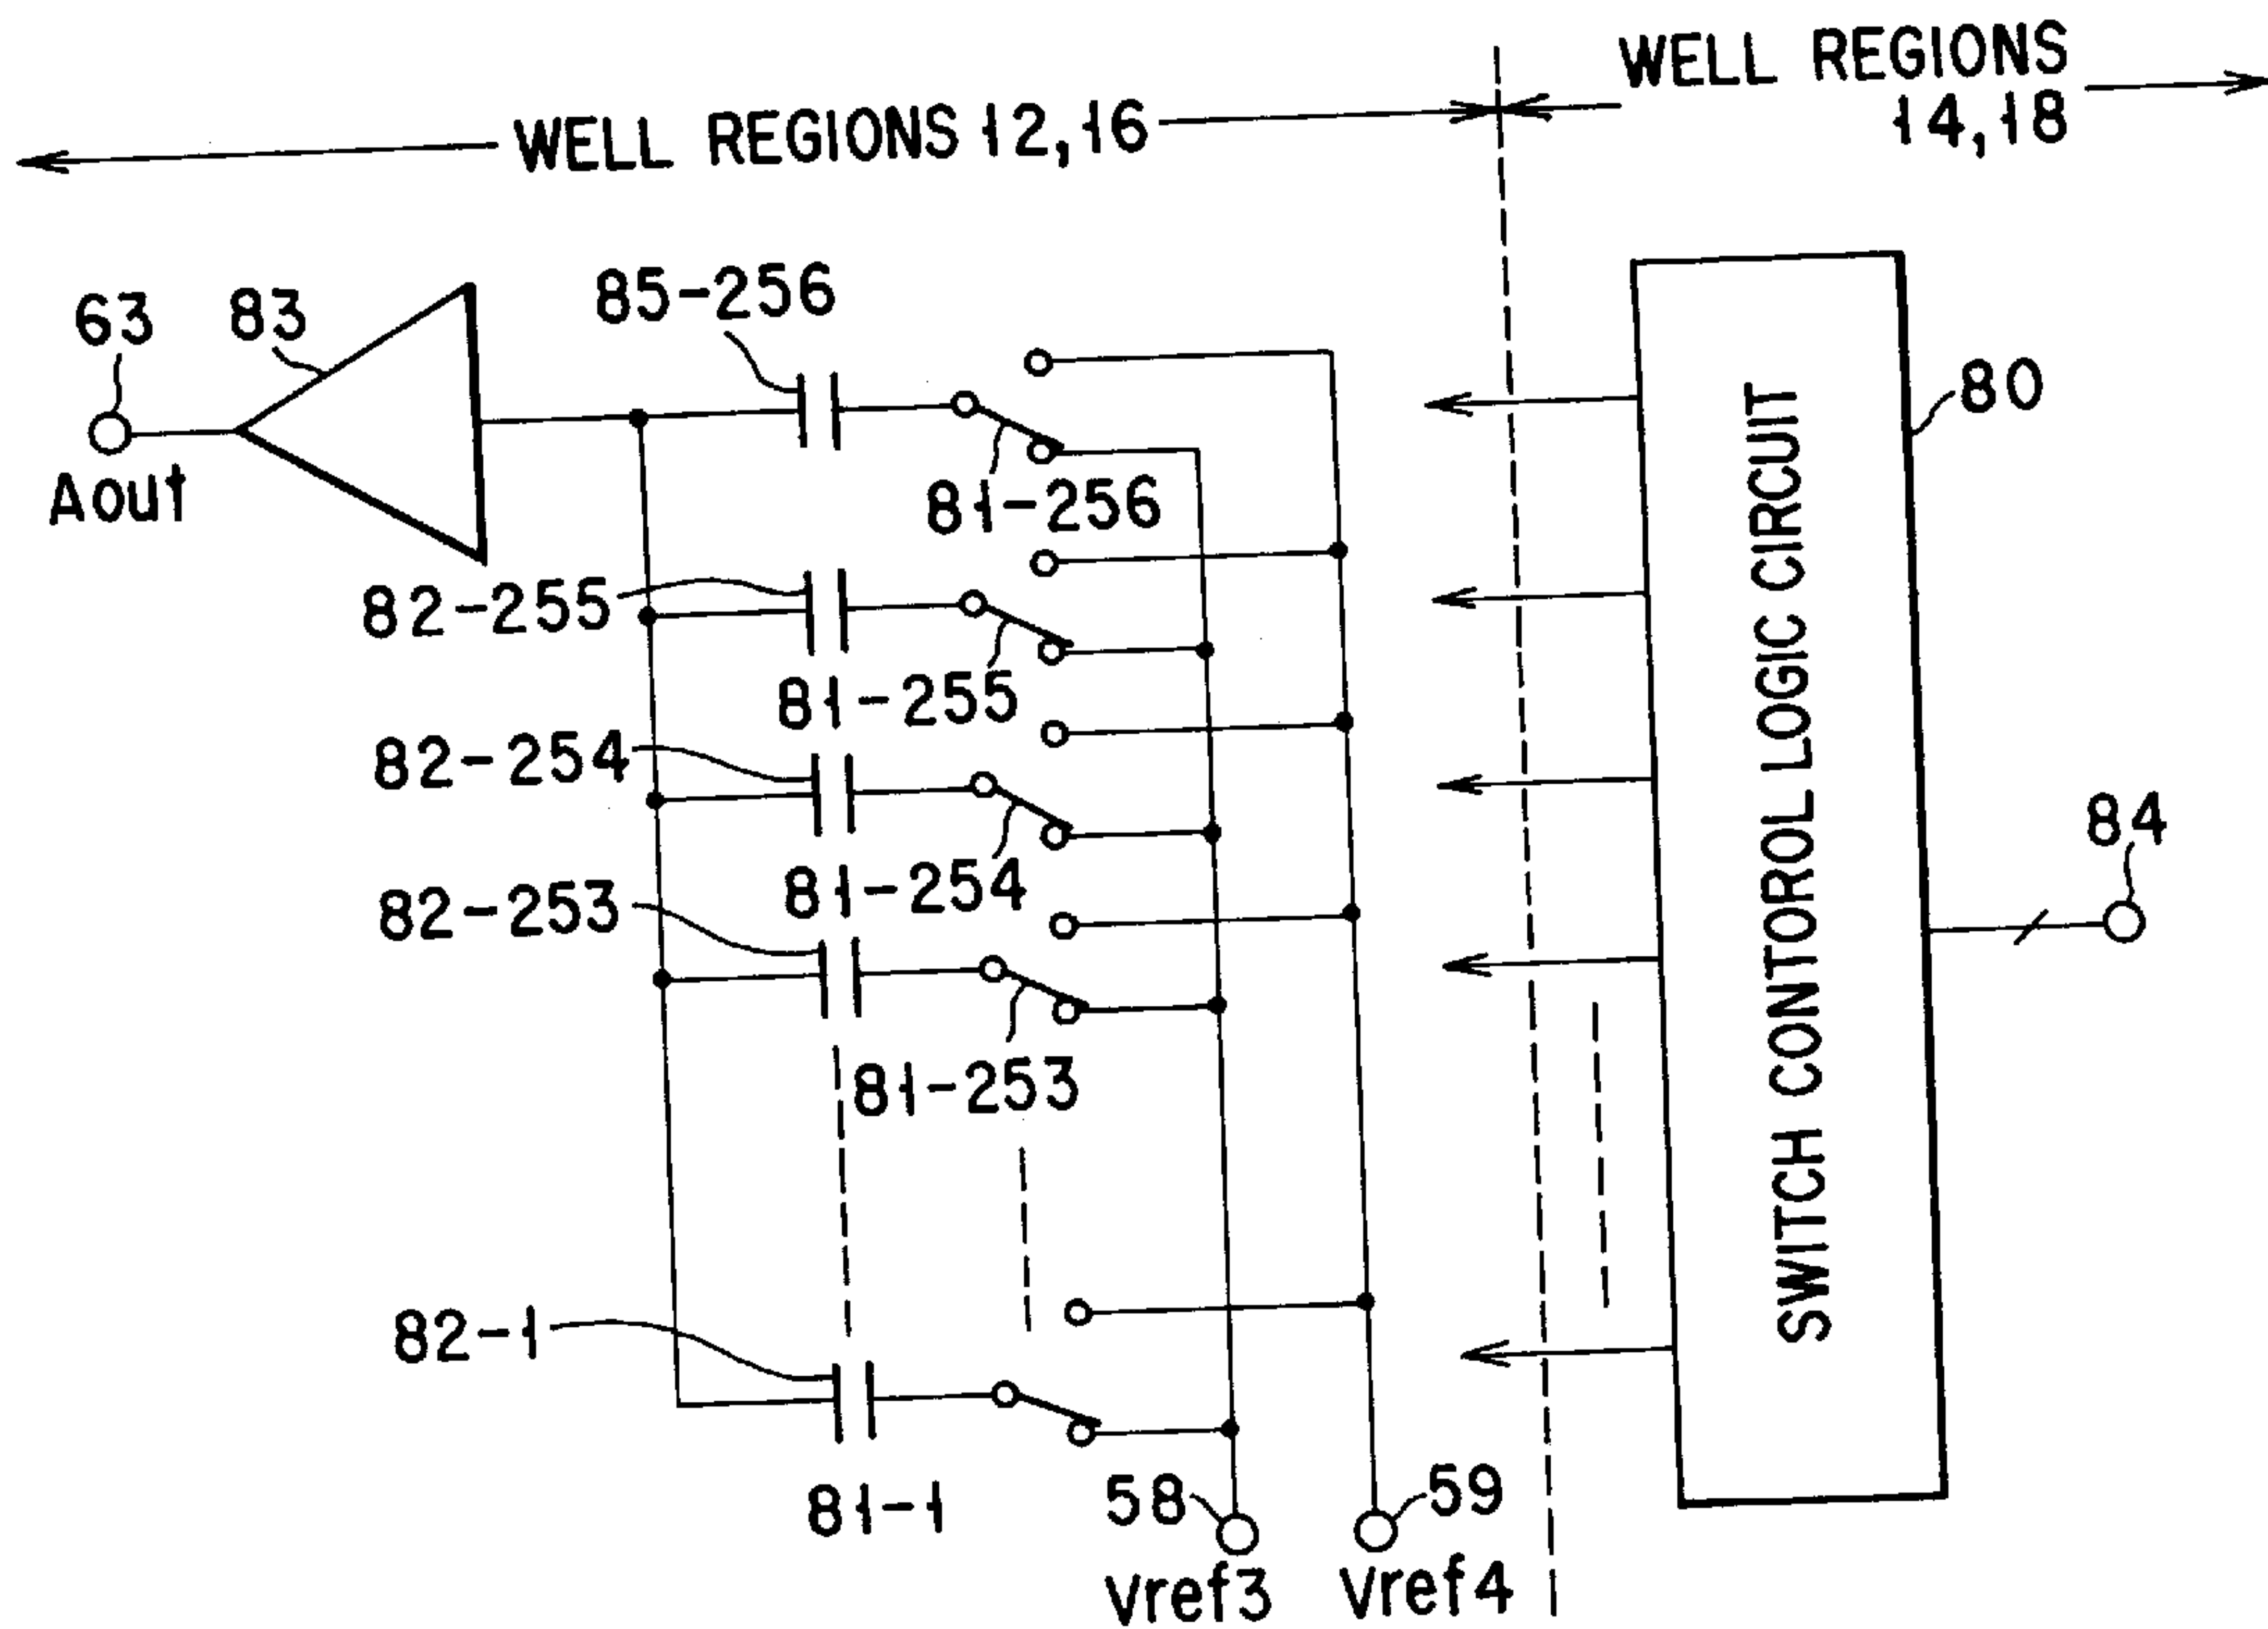 WELL REGIONS
14,18
WELL REGIONS 12,16
63
83
85-256
Aout
81-256
80
82-255
81-255
82-254
81-254
82-253
81-253
SWITCH CONTOROL LOGIC CIRCUIT
84
82-1
81-1
58
59
Vref3
Vref4